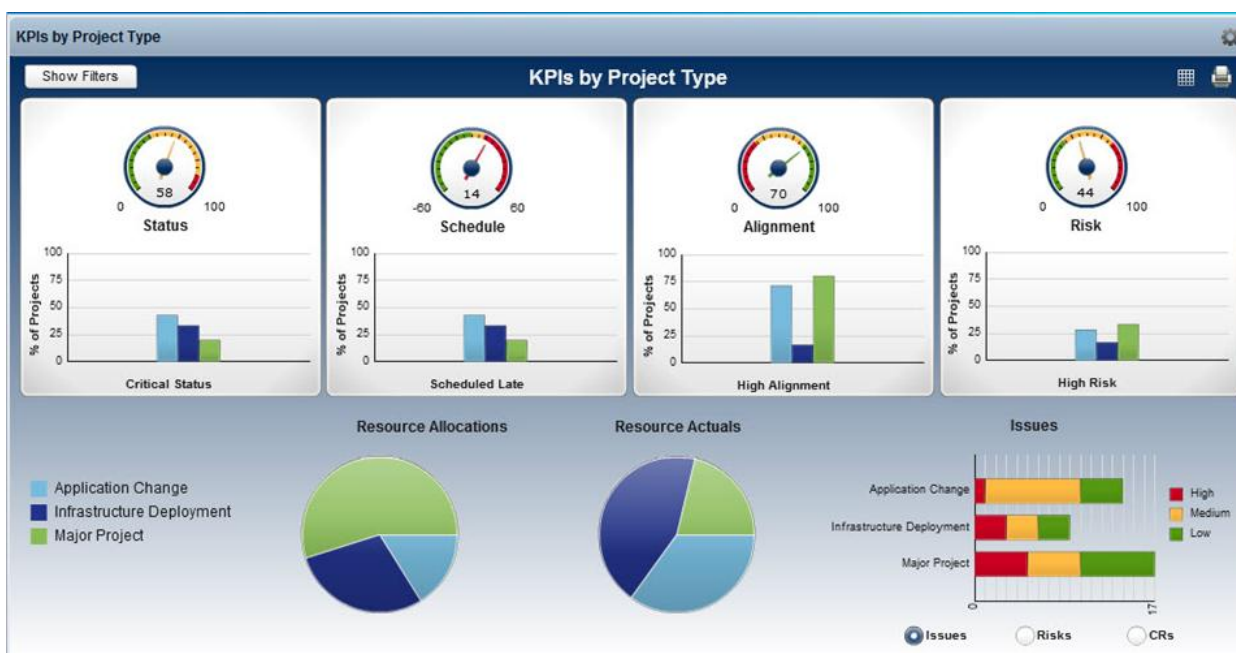 KPIs by Project Type
Show Filters
KPIs by Project Type
58
0 100
Status
14
-60 60
Schedule
70
0 100
Alignment
44
0 100
Risk
% of Projects
100
75
50
25
0
Critical Status
% of Projects
100
75
50
25
0
Scheduled Late
% of Projects
100
75
50
25
0
High Alignment
% of Projects
100
75
50
25
0
High Risk
Resource Allocations
Resource Actuals
Issues
Application Change
Infrastructure Deployment
Major Project
Application Change
Infrastructure Deployment
Major Project
High
Medium
Low
0 17
Issues Risks CRs